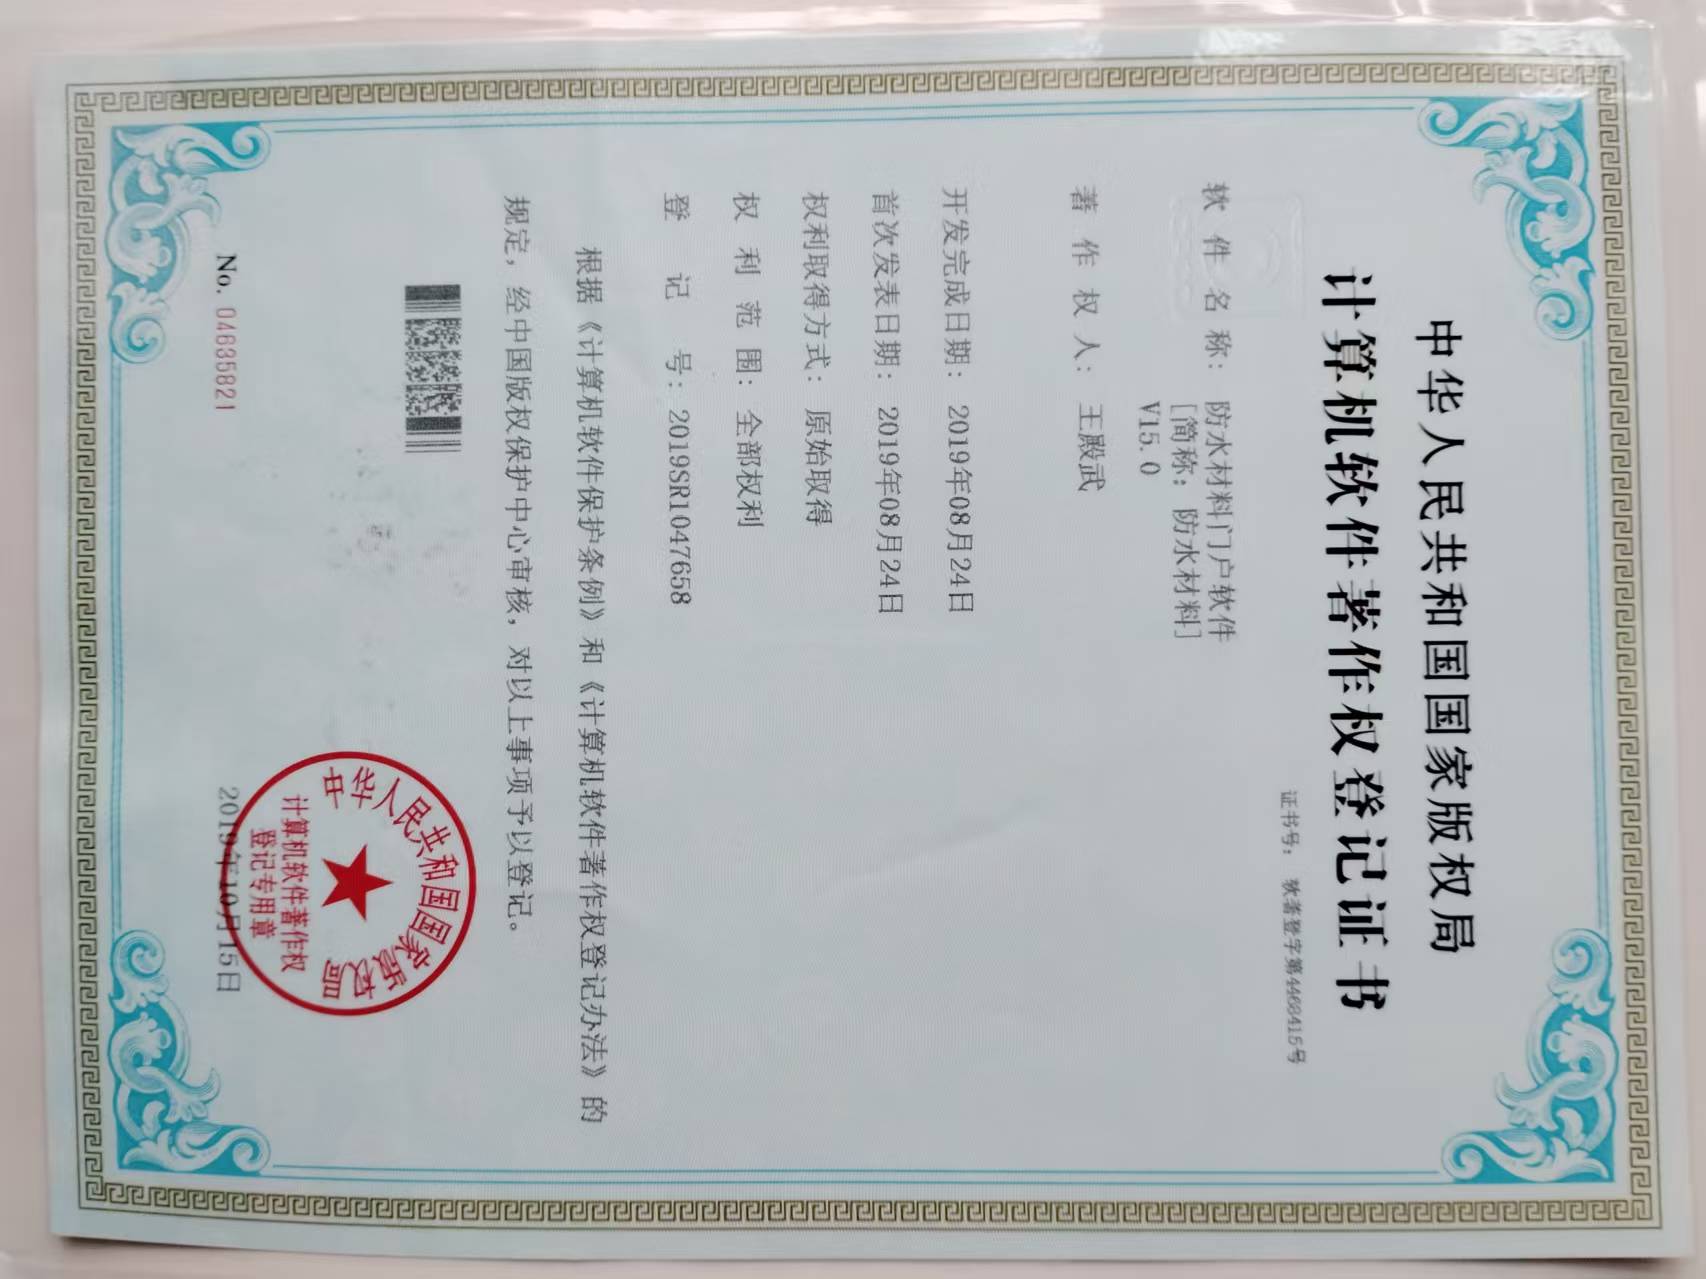 中华人民共和国国家版权局
计算机软件著作权登记证书
证书号：软著登字第4468415号
软件名称：防水材料门户软件
[简称：防水材料]
V15.0
著作权人：王殿武
开发完成日期：2019年08月24日
首次发表日期：2019年08月24日
权利取得方式：原始取得
权利范围：全部权利
登记号：2019SR1047658
根据《计算机软件保护条例》和《计算机软件著作权登记办法》的
规定，经中国版权保护中心审核，对以上事项予以登记。
中华人民共和国国家版权局
计算机软件著作权
登记专用章
No. 04635821
2019年10月15日